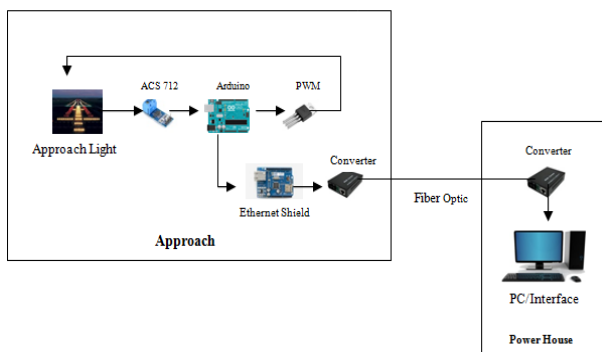 ACS 712
Arduino
PWM
Approach Light
Converter
Ethernet Shield
Approach
Fiber Optic
Converter
PC/Interface
Power House